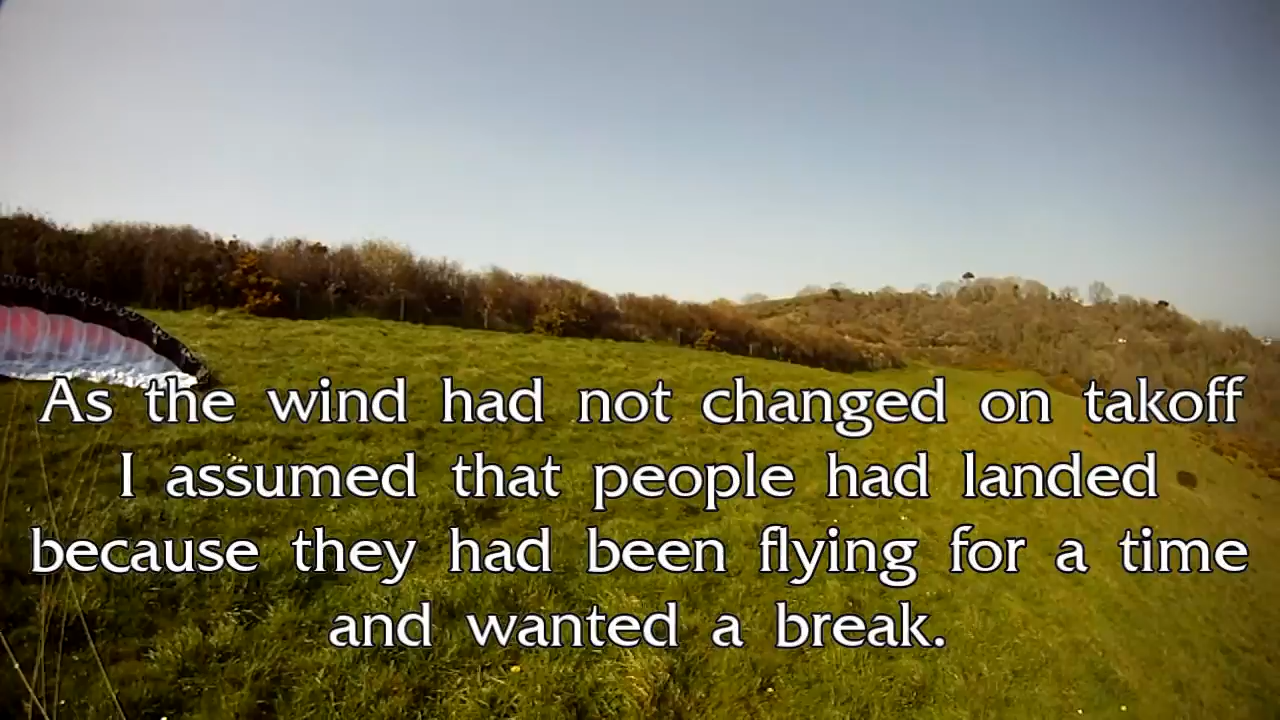 As the wind had not changed on takoff
I assumed that people had landed
because they had been flying for a time
and wanted a break.